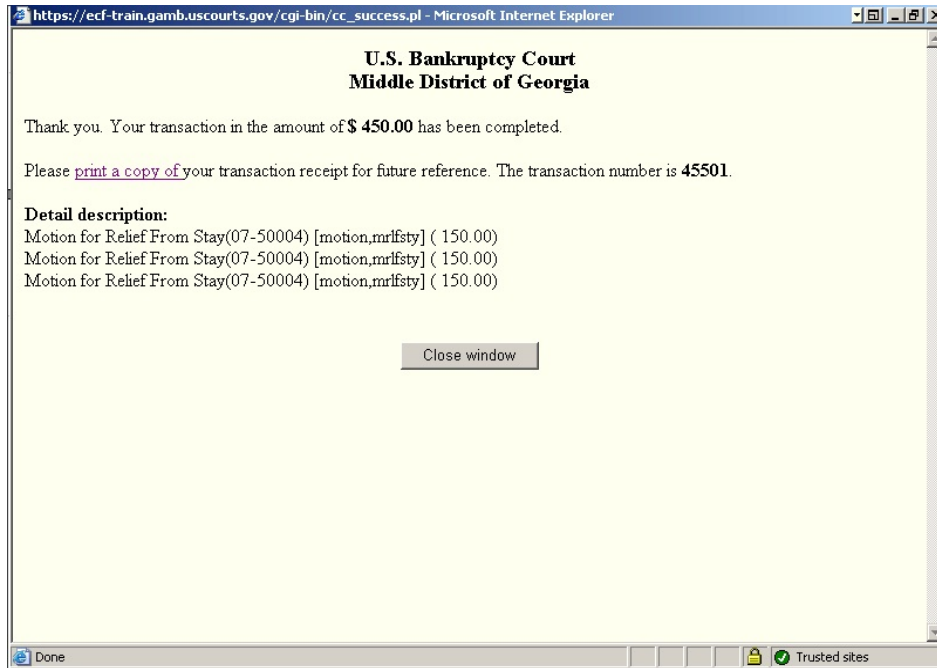 https://ecf-train.gamb.uscourts.gov/cgi-bin/cc_success.pl - Microsoft Internet Explorer
U.S. Bankruptcy Court
Middle District of Georgia
Thank you. Your transaction in the amount of $ 450.00 has been completed.
Please print a copy of your transaction receipt for future reference. The transaction number is 45501.
Detail description:
Motion for Relief From Stay(07-50004) [motion,mrlfsty] ( 150.00)
Motion for Relief From Stay(07-50004) [motion,mrlfsty] ( 150.00)
Motion for Relief From Stay(07-50004) [motion,mrlfsty] ( 150.00)
Close window
Done
Trusted sites